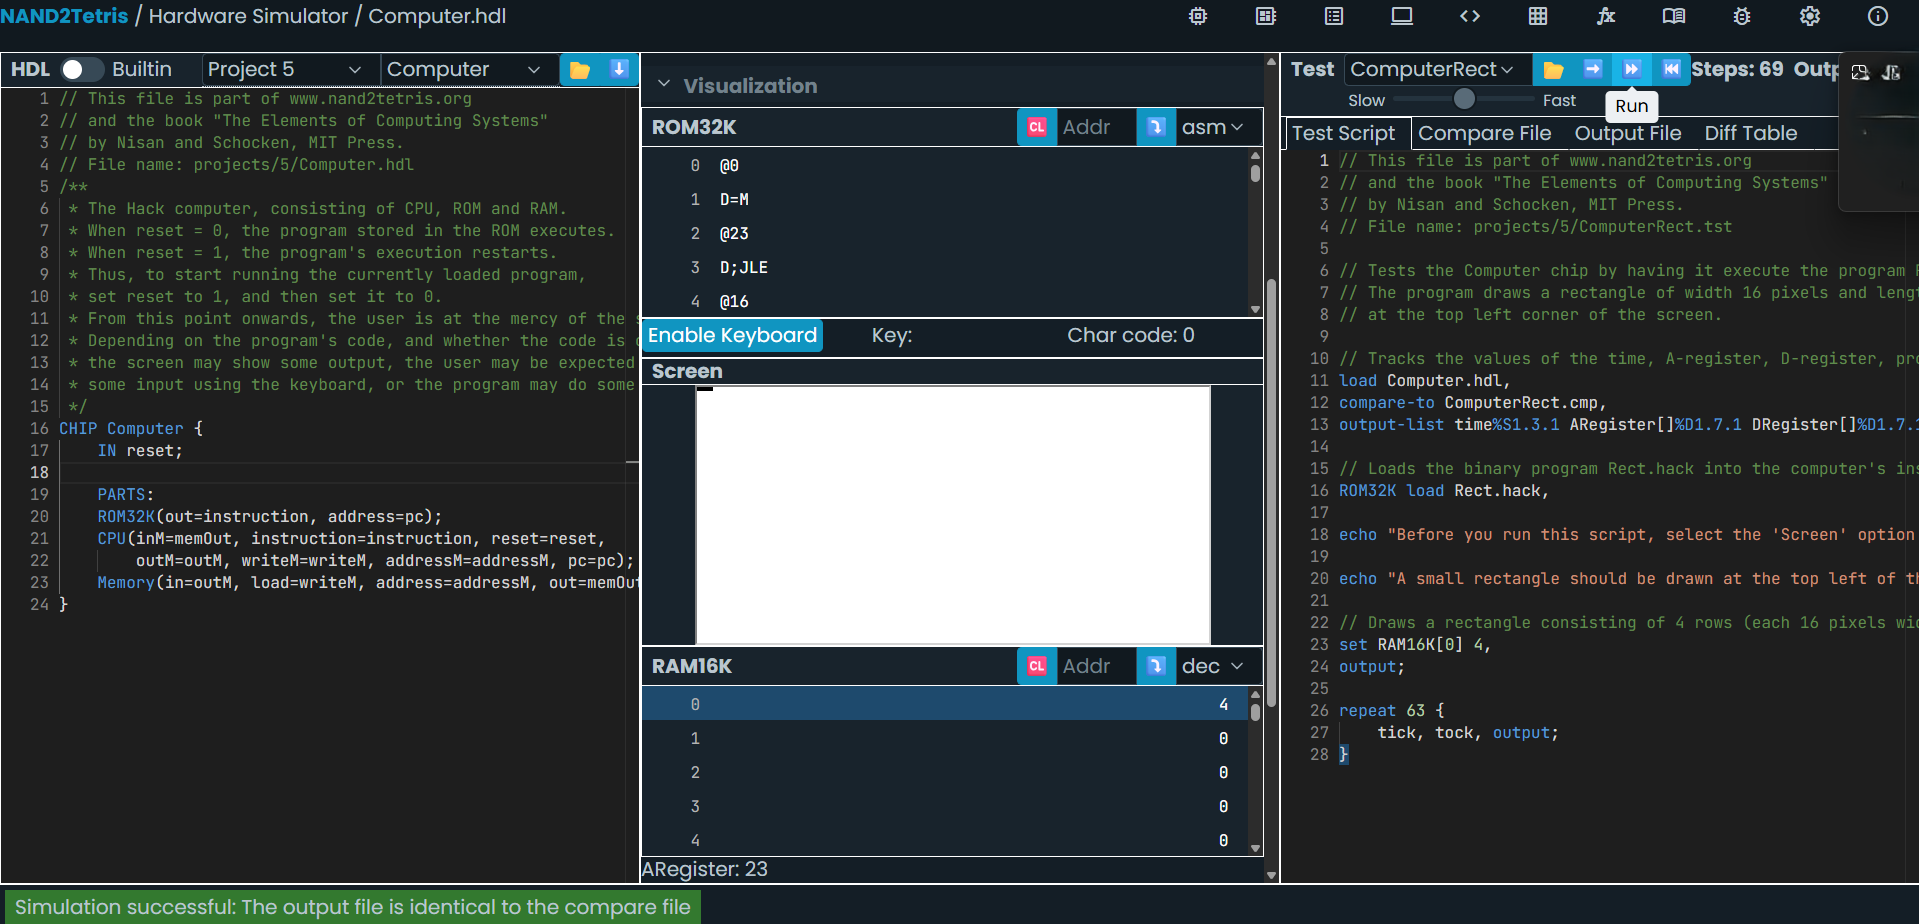 NAND2Tetris / Hardware Simulator / Computer.hdl
HDL Builtin Project 5 Computer
1 // This file is part of www.nand2tetris.org
2 // and the book "The Elements of Computing Systems"
3 // by Nisan and Schocken, MIT Press.
4 // File name: projects/5/Computer.hdl
5 /**
6 * The Hack computer, consisting of CPU, ROM and RAM.
7 * When reset = 0, the program stored in the ROM executes.
8 * When reset = 1, the program's execution restarts.
9 * Thus, to start running the currently loaded program,
10 * set reset to 1, and then set it to 0.
11 * From this point onwards, the user is at the mercy of the
12 * Depending on the program's code, and whether the code is
13 * the screen may show some output, the user may be expected
14 * some input using the keyboard, or the program may do some
15 */
16 CHIP Computer {
17 IN reset;
18
19 PARTS:
20 ROM32K(out=instruction, address=pc);
21 CPU(inM=memOut, instruction=instruction, reset=reset,
22 outM=outM, writeM=writeM, addressM=addressM, pc=pc);
23 Memory(in=outM, load=writeM, address=addressM, out=memOut
24 }
Visualization
ROM32K CL Addr asm
0 @0
1 D=M
2 @23
3 D;JLE
4 @16
Enable Keyboard Key: Char code: 0
Screen
RAM16K CL Addr dec
0 4
1 0
2 0
3 0
4 0
ARegister: 23
Test ComputerRect Steps: 69 Outp
Slow Fast
Run
Test Script Compare File Output File Diff Table
1 // This file is part of www.nand2tetris.org
2 // and the book "The Elements of Computing Systems"
3 // by Nisan and Schocken, MIT Press.
4 // File name: projects/5/ComputerRect.tst
5
6 // Tests the Computer chip by having it execute the program
7 // The program draws a rectangle of width 16 pixels and leng
8 // at the top left corner of the screen.
9
10 // Tracks the values of the time, A-register, D-register, pro
11 load Computer.hdl,
12 compare-to ComputerRect.cmp,
13 output-list time%S1.3.1 ARegister[]%D1.7.1 DRegister[]%D1.7.1
14
15 // Loads the binary program Rect.hack into the computer's ins
16 ROM32K load Rect.hack,
17
18 echo "Before you run this script, select the 'Screen' option
19
20 echo "A small rectangle should be drawn at the top left of th
21
22 // Draws a rectangle consisting of 4 rows (each 16 pixels wi
23 set RAM16K[0] 4,
24 output;
25
26 repeat 63 {
27 tick, tock, output;
28 }
Simulation successful: The output file is identical to the compare file